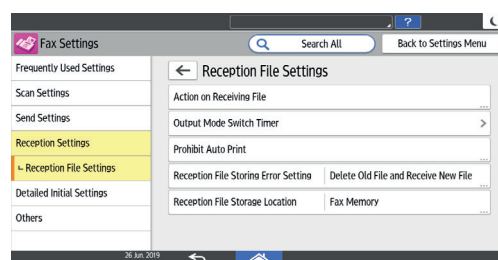 ?
Fax Settings
Search All
Back to Settings Menu
Frequently Used Settings
Scan Settings
Send Settings
Reception Settings
Reception File Settings
Detailed Initial Settings
Others
Reception File Settings
Action on Receiving File
Output Mode Switch Timer
Prohibit Auto Print
Reception File Storing Error Setting Delete Old File and Receive New File
Reception File Storage Location Fax Memory
26 Jun. 2019